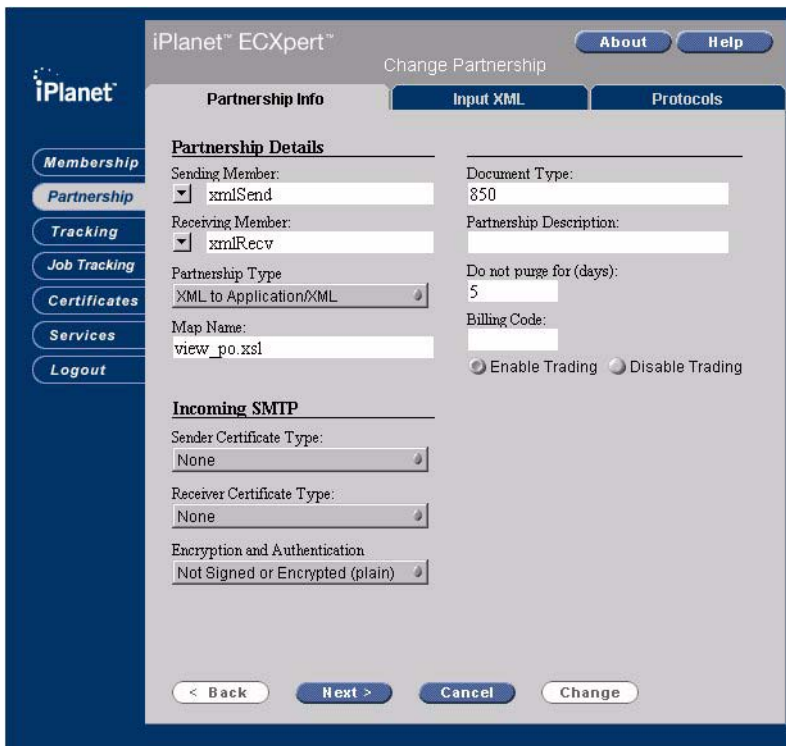 iPlanet™ ECXpert™
About
Help
Change Partnership
iPlanet™
Partnership Info
Input XML
Protocols
Membership
Partnership
Tracking
Job Tracking
Certificates
Services
Logout
Partnership Details
Sending Member:
xmlSend
Receiving Member:
xmlRecv
Partnership Type
XML to Application/XML
Map Name:
view_po.xsl
Document Type:
850
Partnership Description:
Do not purge for (days):
5
Billing Code:
Enable Trading Disable Trading
Incoming SMTP
Sender Certificate Type:
None
Receiver Certificate Type:
None
Encryption and Authentication
Not Signed or Encrypted (plain)
< Back
Next >
Cancel
Change